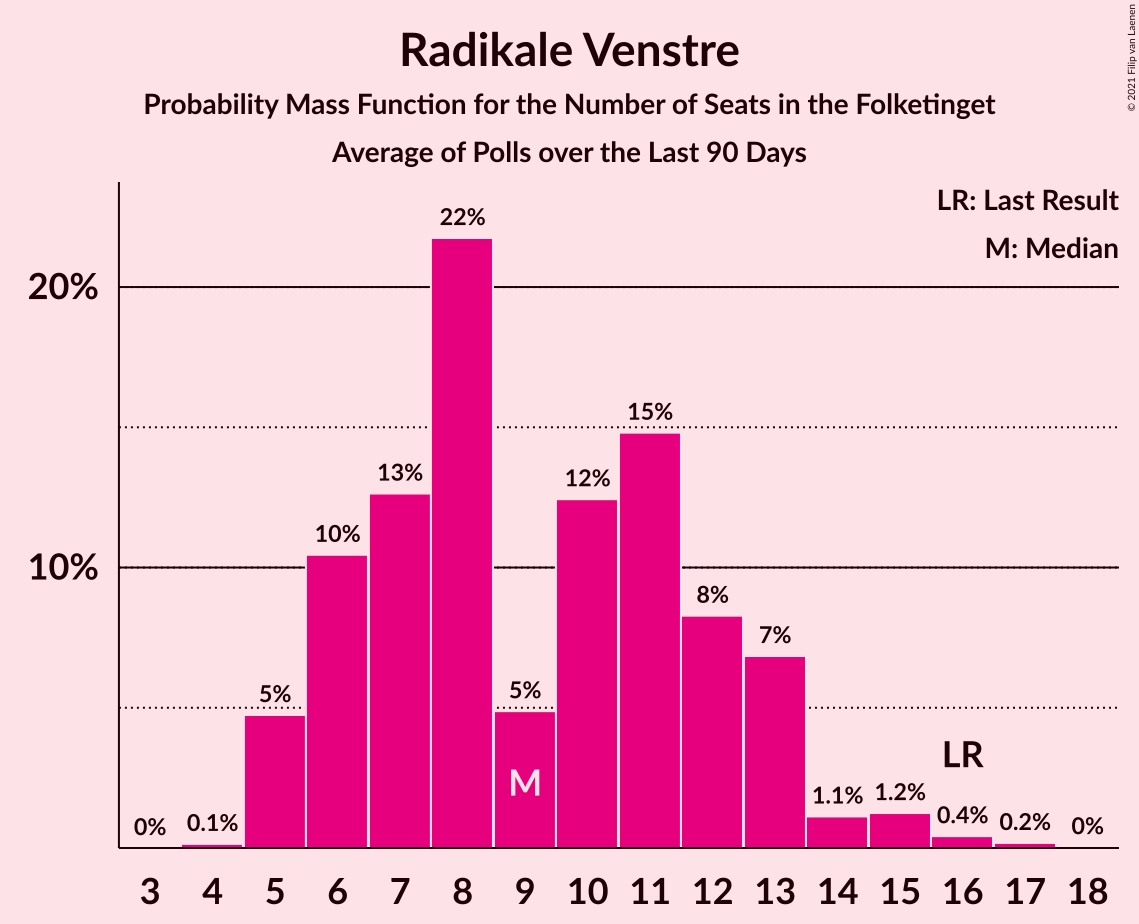 Radikale Venstre
Probability Mass Function for the Number of Seats in the Folketinget
Average of Polls over the Last 90 Days
© 2021 Filip van Laenen
LR: Last Result
M: Median
20%
10%
0%
0.1%
5%
10%
13%
22%
5%
12%
15%
8%
7%
1.1%
1.2%
0.4%
0.2%
0%
M
LR
3 4 5 6 7 8 9 10 11 12 13 14 15 16 17 18